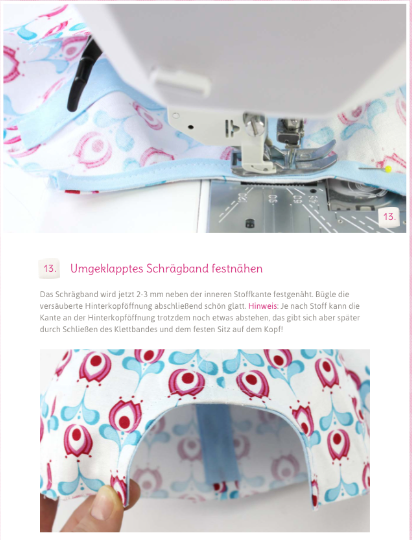 13.
13. Umgeklapptes Schrägband festnähen
Das Schrägband wird jetzt 2-3 mm neben der inneren Stoffkante festgenäht. Bügle die
versäuberte Hinterkopföffnung abschließend schön glatt. Hinweis: Je nach Stoff kann die
Kante an der Hinterkopföffnung trotzdem noch etwas abstehen, das gibt sich aber später
durch Schließen des Klettbandes und dem festen Sitz auf dem Kopf!